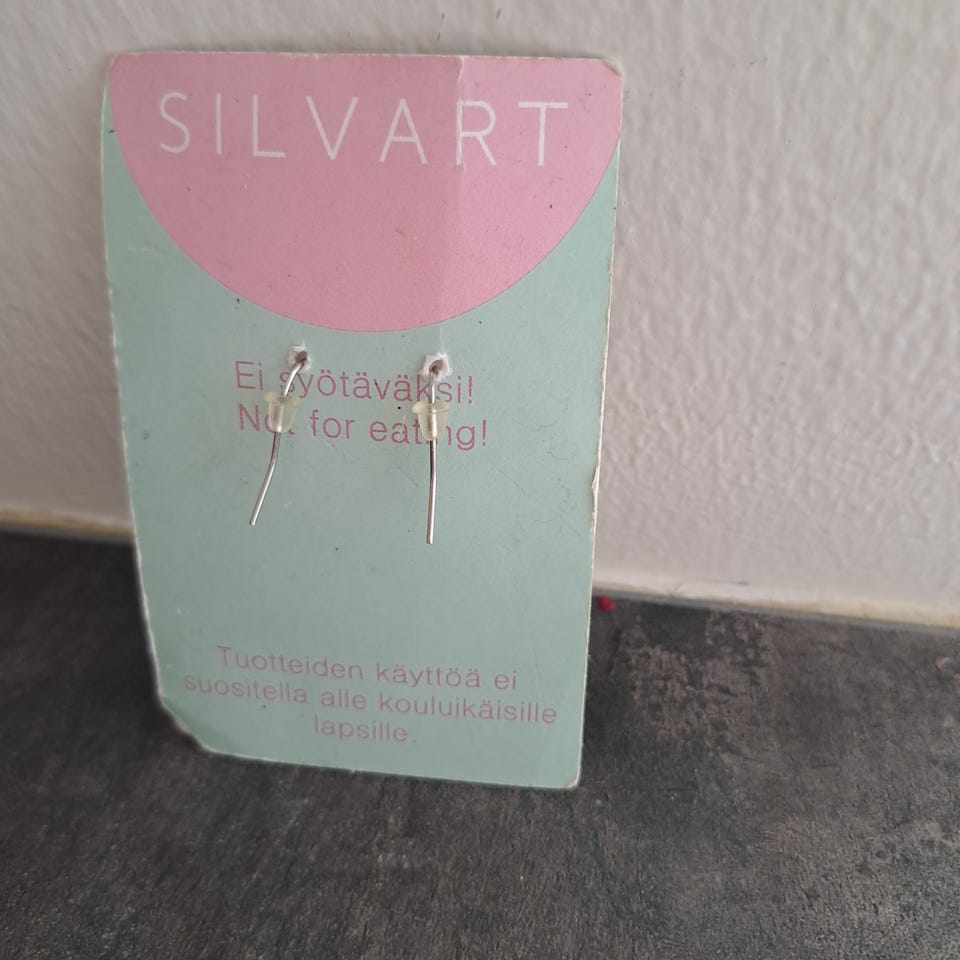 SILVART
Ei syötäväksi!
Not for eating!
Tuotteiden käyttöä ei
suositella alle kouluikäisille
lapsille.